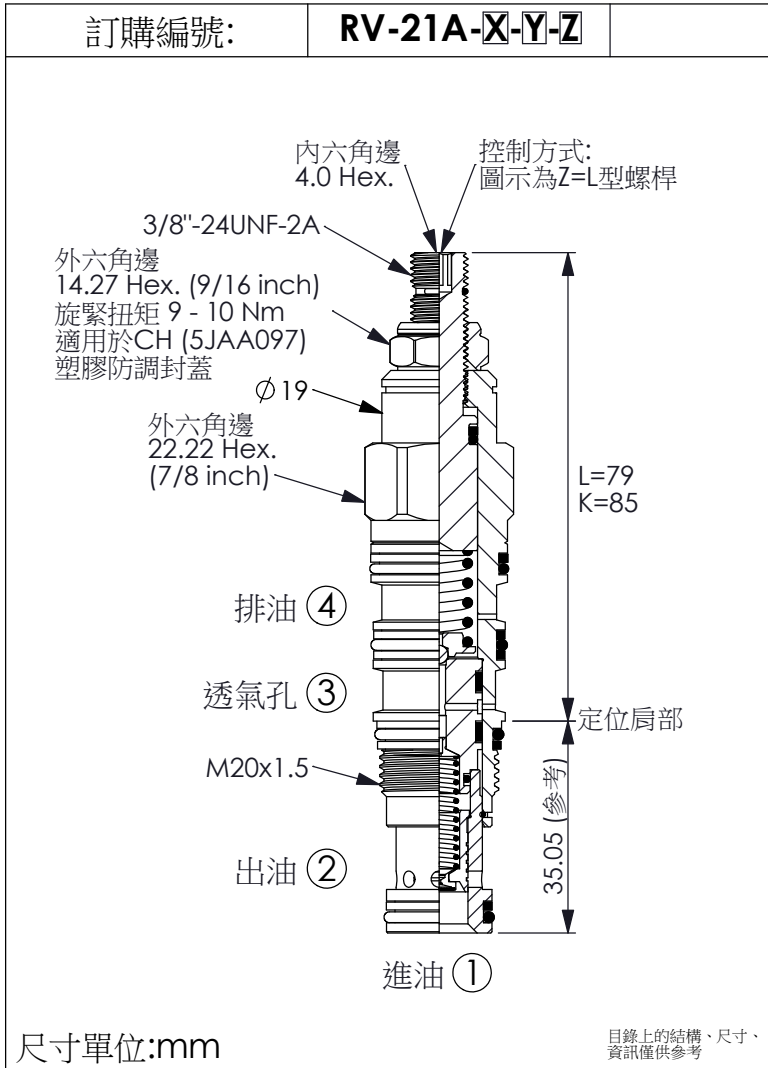 訂購編號:
RV-21A-X-Y-Z
內六角邊
4.0 Hex.
控制方式:
圖示為Z=L型螺桿
3/8"-24UNF-2A
外六角邊
14.27 Hex. (9/16 inch)
旋緊扭矩 9 - 10 Nm
適用於CH (5JAA097)
塑膠防調封蓋
∅19
外六角邊
22.22 Hex.
(7/8 inch)
L=79
K=85
排油 ④
透氣孔 ③
定位肩部
M20x1.5
35.05 (參考)
出油 ②
進油 ①
尺寸單位:mm
目錄上的結構、尺寸、
資訊僅供參考